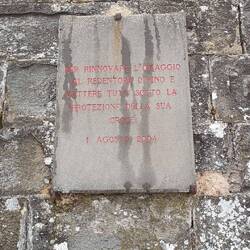 PER RINNOVARE L'OMAGGIO
AL REDENTORE DIVINO E
METTERE TUTTI SOTTO LA
PROTEZIONE DELLA SUA
CROCE
1 AGOSTO 2004